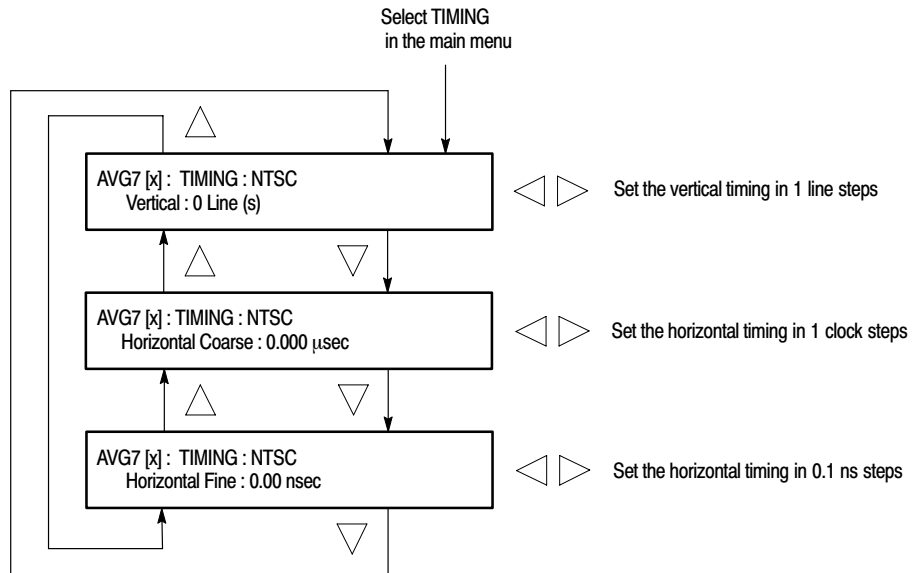 Select TIMING
in the main menu
AVG7 [x] : TIMING : NTSC
Vertical : 0 Line (s)
Set the vertical timing in 1 line steps
AVG7 [x] : TIMING : NTSC
Horizontal Coarse : 0.000 μsec
Set the horizontal timing in 1 clock steps
AVG7 [x] : TIMING : NTSC
Horizontal Fine : 0.00 nsec
Set the horizontal timing in 0.1 ns steps